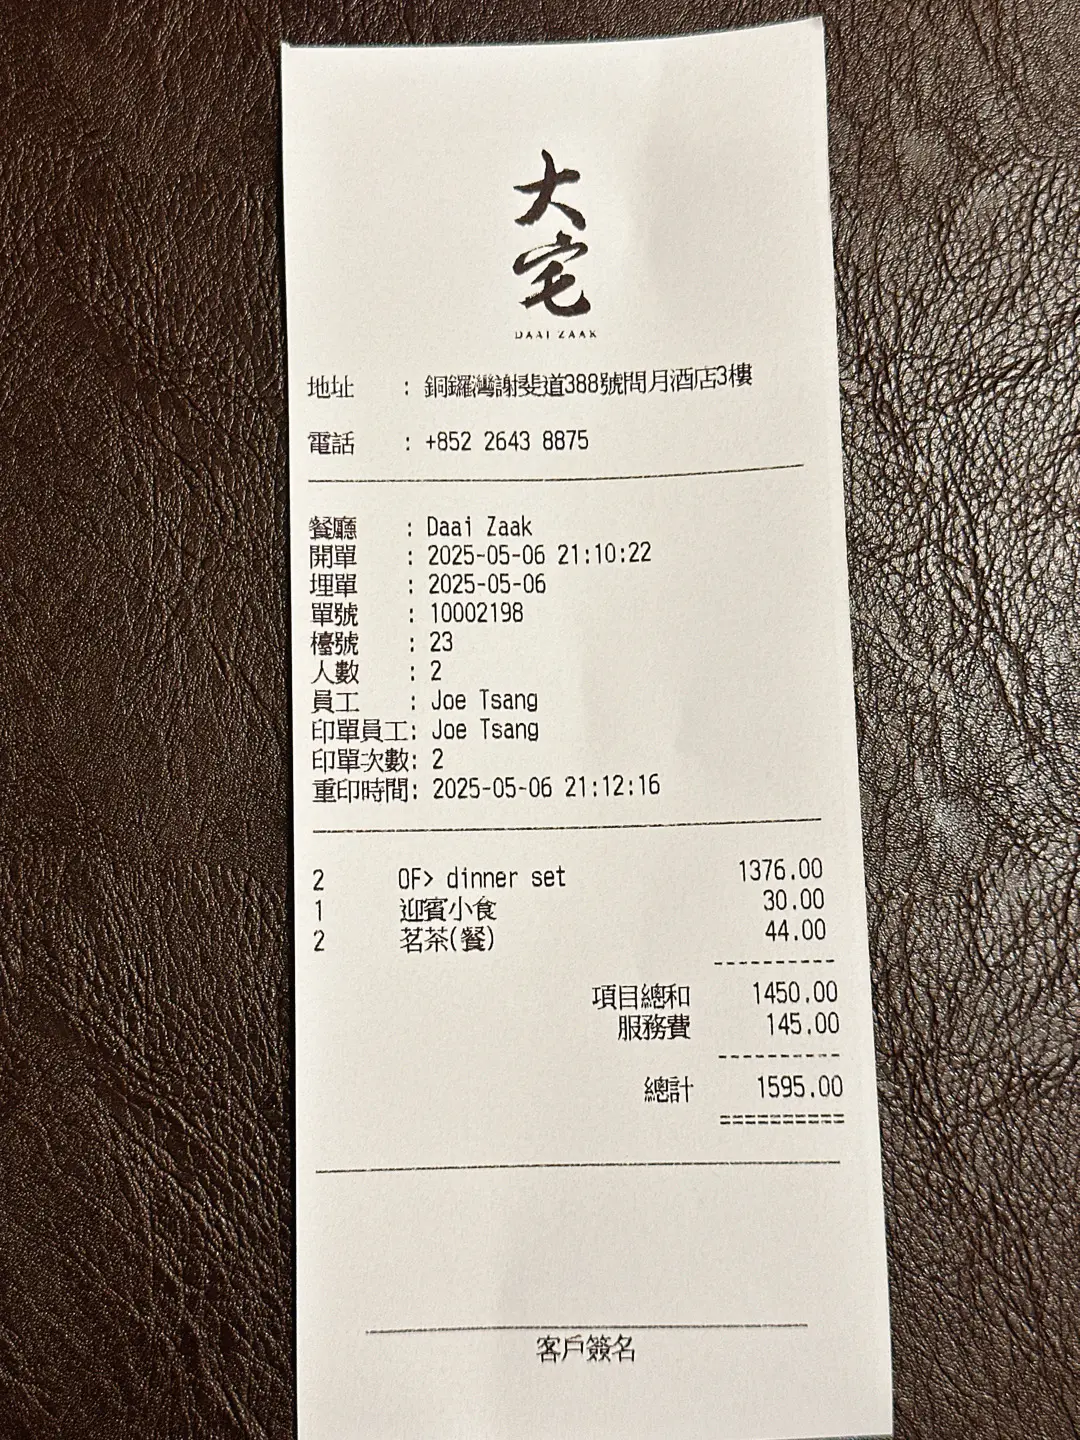 大宅
DAAI ZAAK
地址 : 銅鑼灣謝斐道388號問月酒店3樓
電話 : +852 2643 8875
餐廳 : Daai Zaak
開單 : 2025-05-06 21:10:22
埋單 : 2025-05-06
單號 : 10002198
檯號 : 23
人數 : 2
員工 : Joe Tsang
印單員工: Joe Tsang
印單次數: 2
重印時間: 2025-05-06 21:12:16
2 OF> dinner set 1376.00
1 迎賓小食 30.00
2 茗茶(餐) 44.00
項目總和 1450.00
服務費 145.00
總計 1595.00
客戶簽名